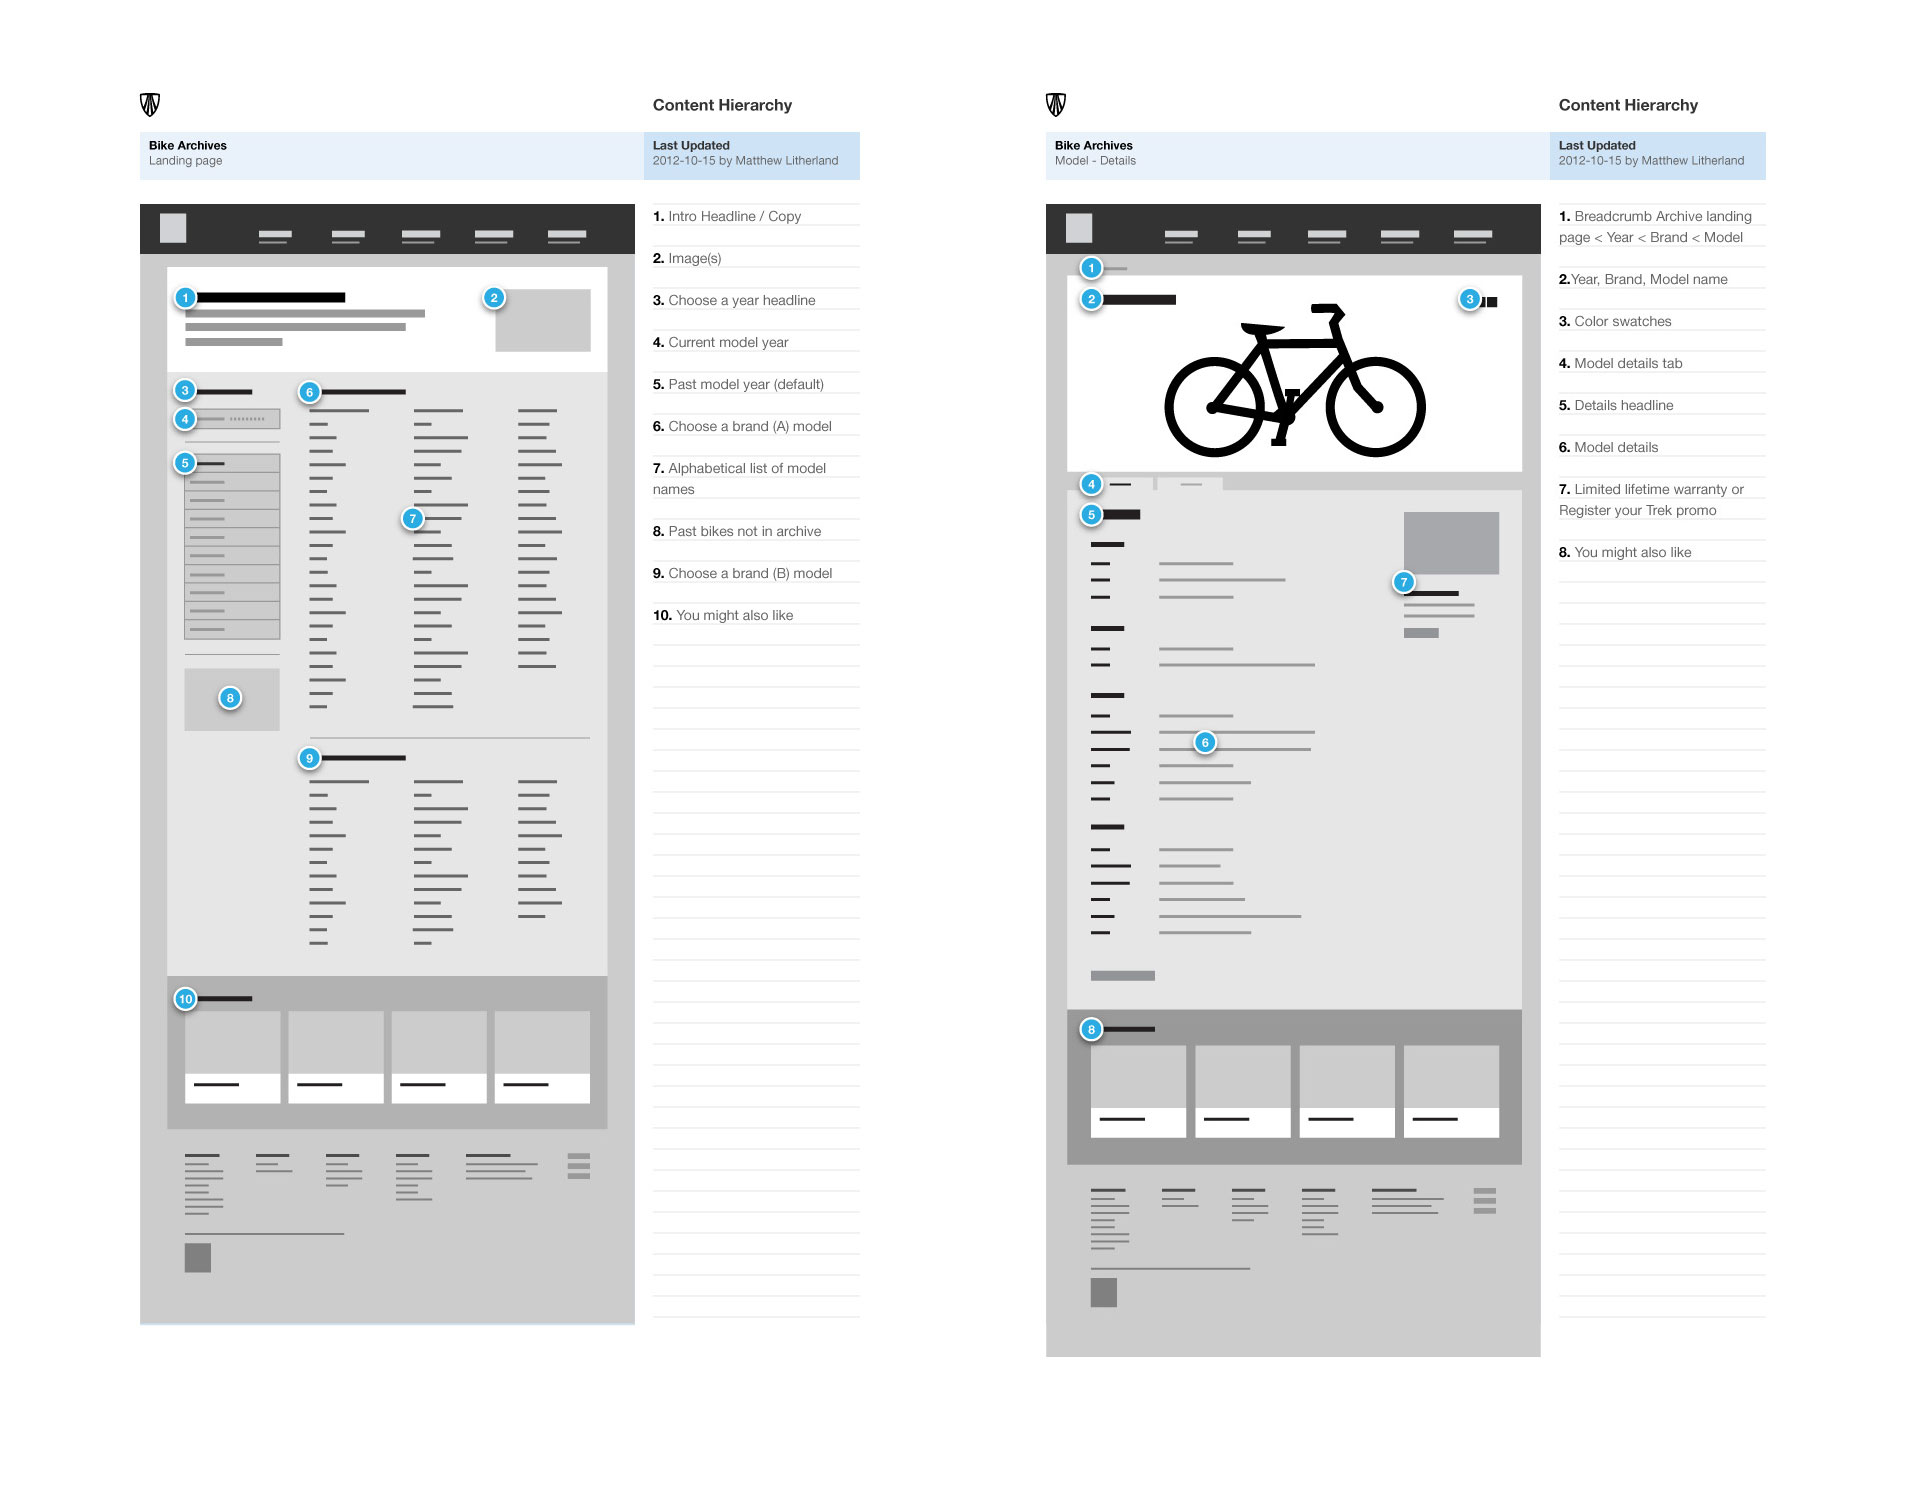 Content Hierarchy
Bike Archives
Landing page
Last Updated
2012-10-15 by Matthew Litherland
1
2
3
4
5
6
7
8
9
10
1. Intro Headline / Copy
2. Image(s)
3. Choose a year headline
4. Current model year
5. Past model year (default)
6. Choose a brand (A) model
7. Alphabetical list of model
names
8. Past bikes not in archive
9. Choose a brand (B) model
10. You might also like
Content Hierarchy
Bike Archives
Model - Details
Last Updated
2012-10-15 by Matthew Litherland
1
2
3
4
5
7
6
8
1. Breadcrumb Archive landing
page < Year < Brand < Model
2.Year, Brand, Model name
3. Color swatches
4. Model details tab
5. Details headline
6. Model details
7. Limited lifetime warranty or
Register your Trek promo
8. You might also like